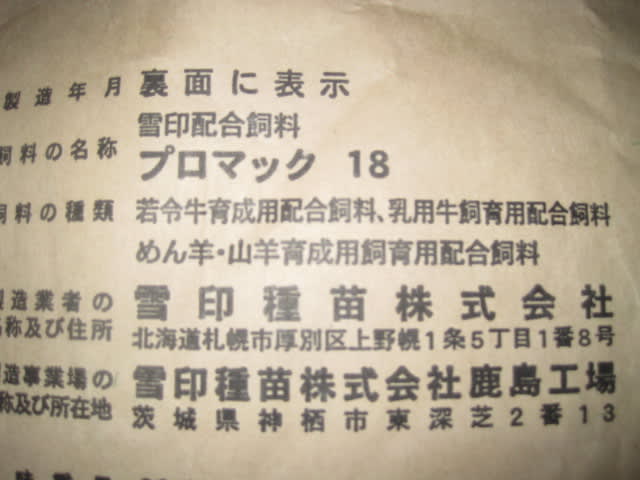 製造年月 裏面に表示
雪印配合飼料
飼料の名称 プロマック 18
飼料の種類 若令牛育成用配合飼料、乳用牛飼育用配合飼料
めん羊・山羊育成用飼育用配合飼料
製造業者の 雪印種苗株式会社
名称及び住所 北海道札幌市厚別区上野幌1条5丁目1番8号
製造事業場の 雪印種苗株式会社鹿島工場
称及び所在地 茨城県神栖市東深芝2番13